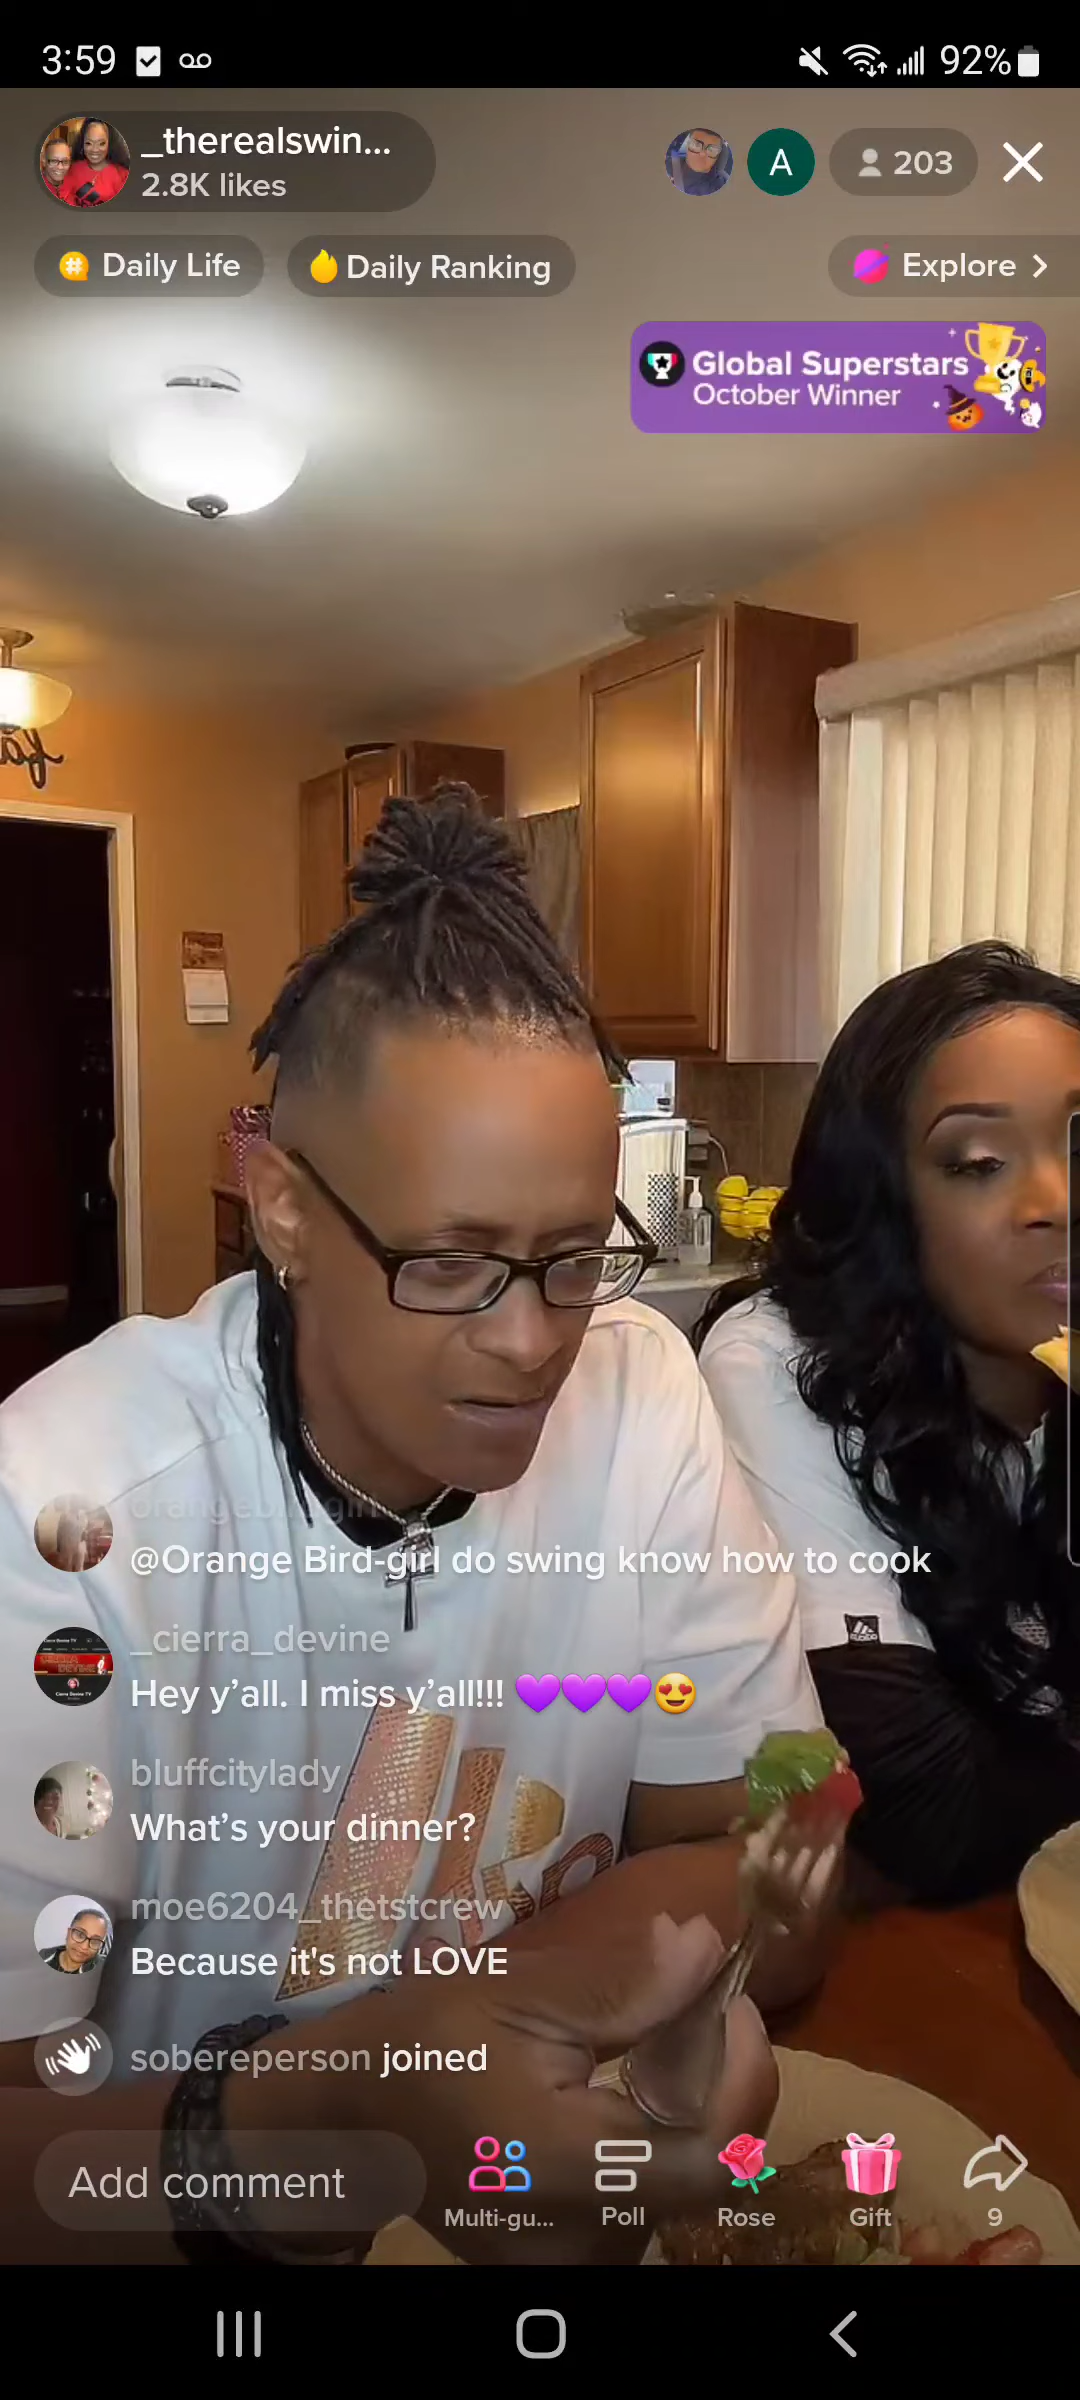 3:59
92%
_therealswin...
2.8K likes
A
203
Daily Life
Daily Ranking
Explore >
Global Superstars
October Winner
@Orange Bird-girl do swing know how to cook
_cierra_devine
Hey y’all. I miss y’all!!! 💜💜💜😍
bluffcitylady
What’s your dinner?
moe6204_thetstcrew
Because it's not LOVE
sobereperson joined
Add comment
Multi-gu...
Poll
Rose
Gift
9